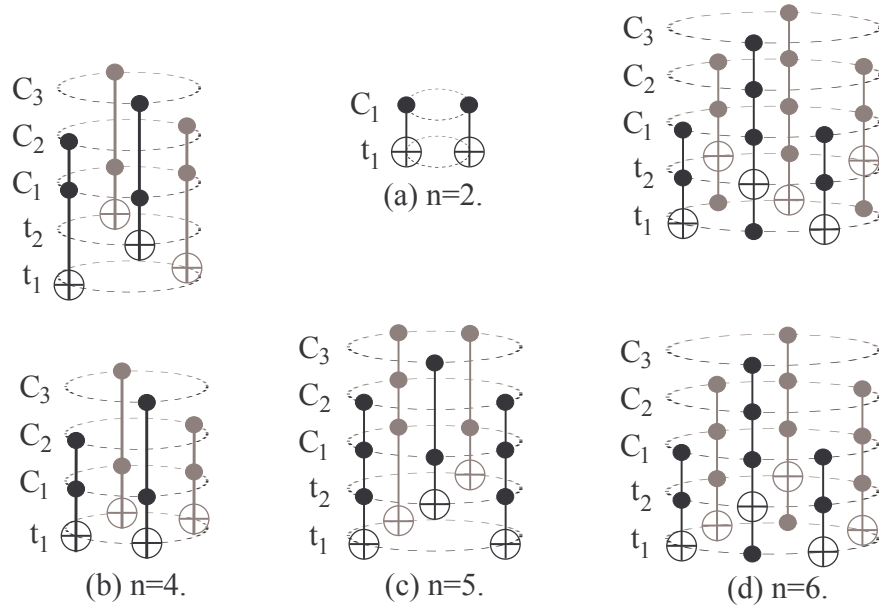 C₃
C₂
C₁
t₂
t₁
C₁
t₁
(a) n=2.
C₃
C₂
C₁
t₂
t₁
C₃
C₂
C₁
t₁
(b) n=4.
C₃
C₂
C₁
t₂
t₁
(c) n=5.
C₃
C₂
C₁
t₂
t₁
(d) n=6.